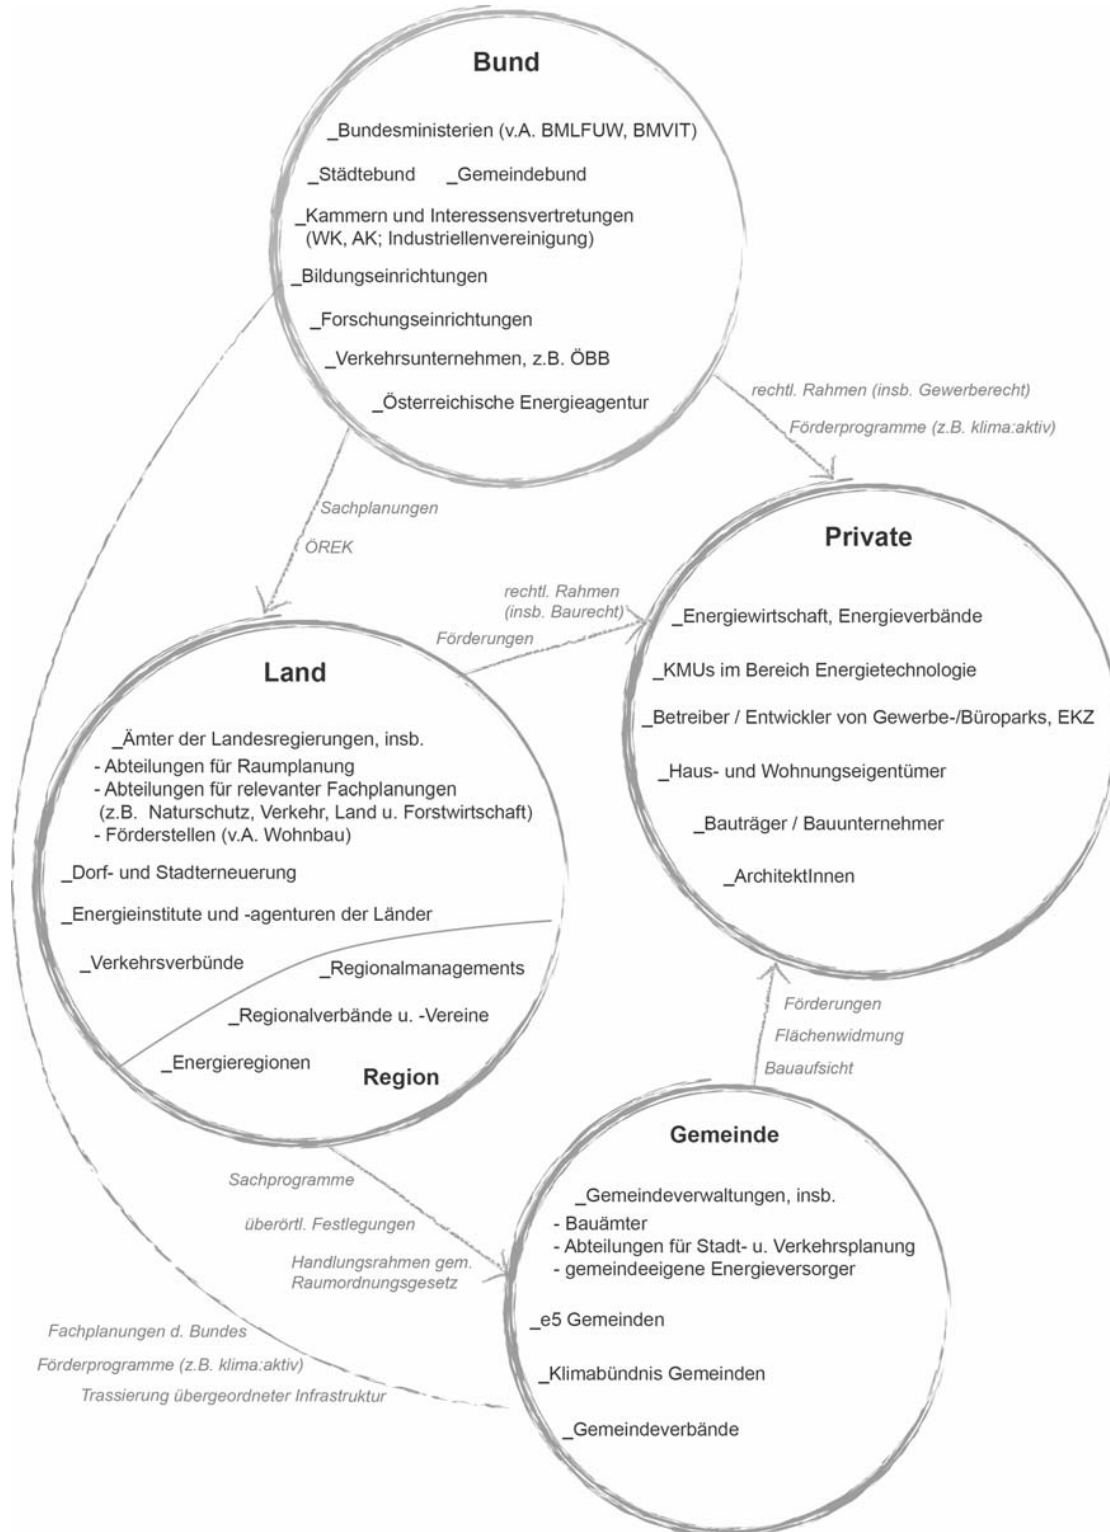 Bund
_Bundesministerien (v.A. BMLFUW, BMVIT)
_Städtebund _Gemeindebund
_Kammern und Interessensvertretungen
(WK, AK; Industriellenvereinigung)
_Bildungseinrichtungen
_Forschungseinrichtungen
_Verkehrsunternehmen, z.B. ÖBB
_Österreichische Energieagentur
rechtl. Rahmen (insb. Gewerberecht)
Förderprogramme (z.B. klima:aktiv)
Sachplanungen
ÖREK
Private
_Energiewirtschaft, Energieverbände
_KMUs im Bereich Energietechnologie
_Betreiber / Entwickler von Gewerbe-/Büroparks, EKZ
_Haus- und Wohnungseigentümer
_Bauträger / Bauunternehmer
_ArchitektInnen
rechtl. Rahmen
(insb. Baurecht)
Förderungen
Land
_Ämter der Landesregierungen, insb.
- Abteilungen für Raumplanung
- Abteilungen für relevanter Fachplanungen
(z.B. Naturschutz, Verkehr, Land u. Forstwirtschaft)
- Förderstellen (v.A. Wohnbau)
_Dorf- und Stadterneuerung
_Energieinstitute und -agenturen der Länder
_Verkehrsverbünde
_Regionalmanagements
_Regionalverbände u. -Vereine
_Energieregionen
Region
Förderungen
Flächenwidmung
Bauaufsicht
Sachprogramme
überörtl. Festlegungen
Handlungsrahmen gem.
Raumordnungsgesetz
Gemeinde
_Gemeindeverwaltungen, insb.
- Bauämter
- Abteilungen für Stadt- u. Verkehrsplanung
- gemeindeeigene Energieversorger
_e5 Gemeinden
_Klimabündnis Gemeinden
_Gemeindeverbände
Fachplanungen d. Bundes
Förderprogramme (z.B. klima:aktiv)
Trassierung übergeordneter Infrastruktur